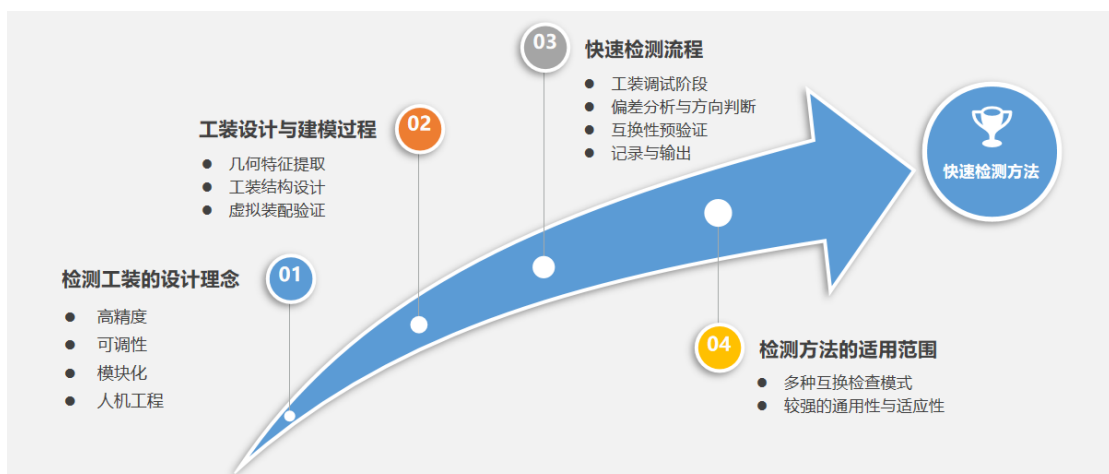 01
检测工装的设计理念
● 高精度
● 可调性
● 模块化
● 人机工程
02
工装设计与建模过程
● 几何特征提取
● 工装结构设计
● 虚拟装配验证
03
快速检测流程
● 工装调试阶段
● 偏差分析与方向判断
● 互换性预验证
● 记录与输出
04
检测方法的适用范围
● 多种互换检查模式
● 较强的通用性与适应性
快速检测方法